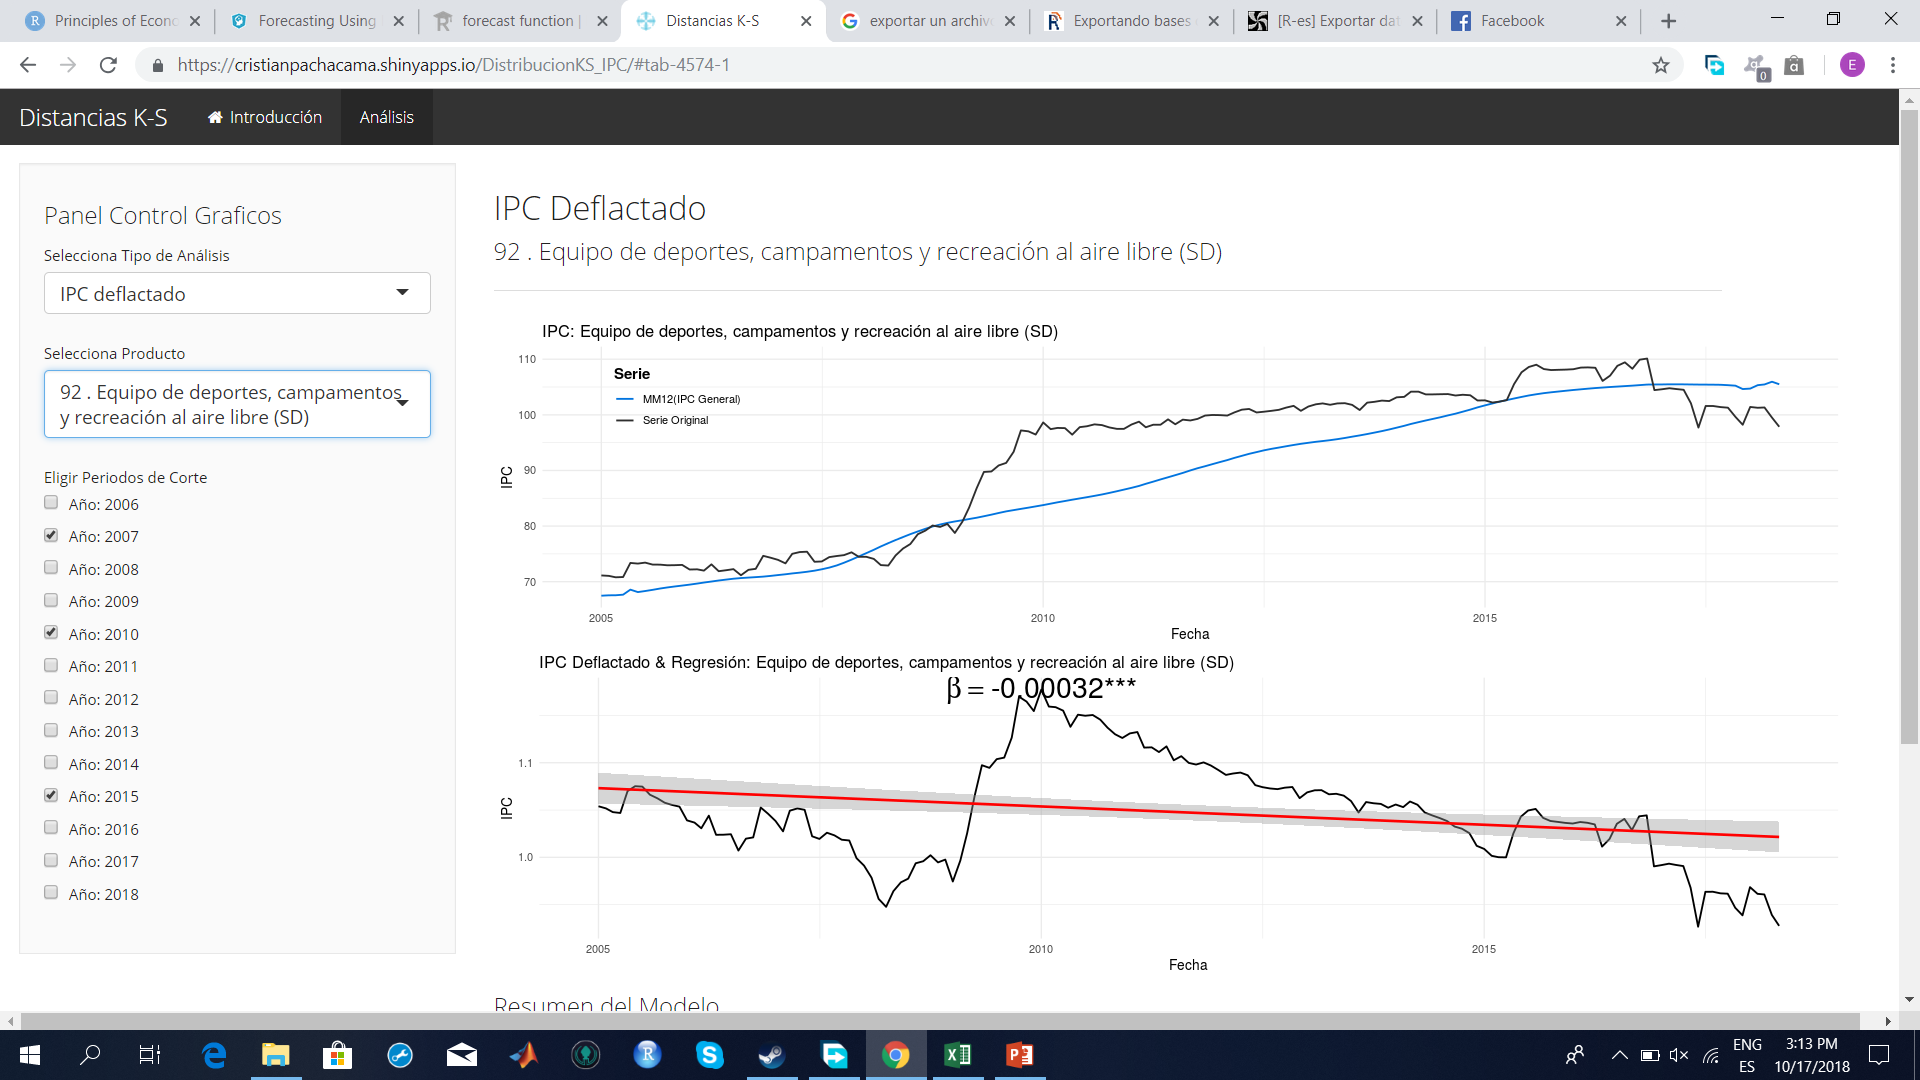 Principles of Econo
Forecasting Using
forecast function |
Distancias K-S
exportar un archivo
Exportando bases
[R-es] Exportar dat
Facebook
https://cristianpachacama.shinyapps.io/DistribucionKS_IPC/#tab-4574-1
0
E
Distancias K-S
Introducción
Análisis
Panel Control Graficos
Selecciona Tipo de Análisis
IPC deflactado
Selecciona Producto
92 . Equipo de deportes, campamentos
y recreación al aire libre (SD)
Eligir Periodos de Corte
Año: 2006
Año: 2007
Año: 2008
Año: 2009
Año: 2010
Año: 2011
Año: 2012
Año: 2013
Año: 2014
Año: 2015
Año: 2016
Año: 2017
Año: 2018
IPC Deflactado
92 . Equipo de deportes, campamentos y recreación al aire libre (SD)
IPC: Equipo de deportes, campamentos y recreación al aire libre (SD)
Serie
MM12(IPC General)
Serie Original
IPC
110
100
90
80
70
2005
2010
2015
Fecha
IPC Deflactado & Regresión: Equipo de deportes, campamentos y recreación al aire libre (SD)
β = -0.00032***
IPC
1.1
1.0
2005
2010
2015
Fecha
Resumen del Modelo
ENG
ES
3:13 PM
10/17/2018